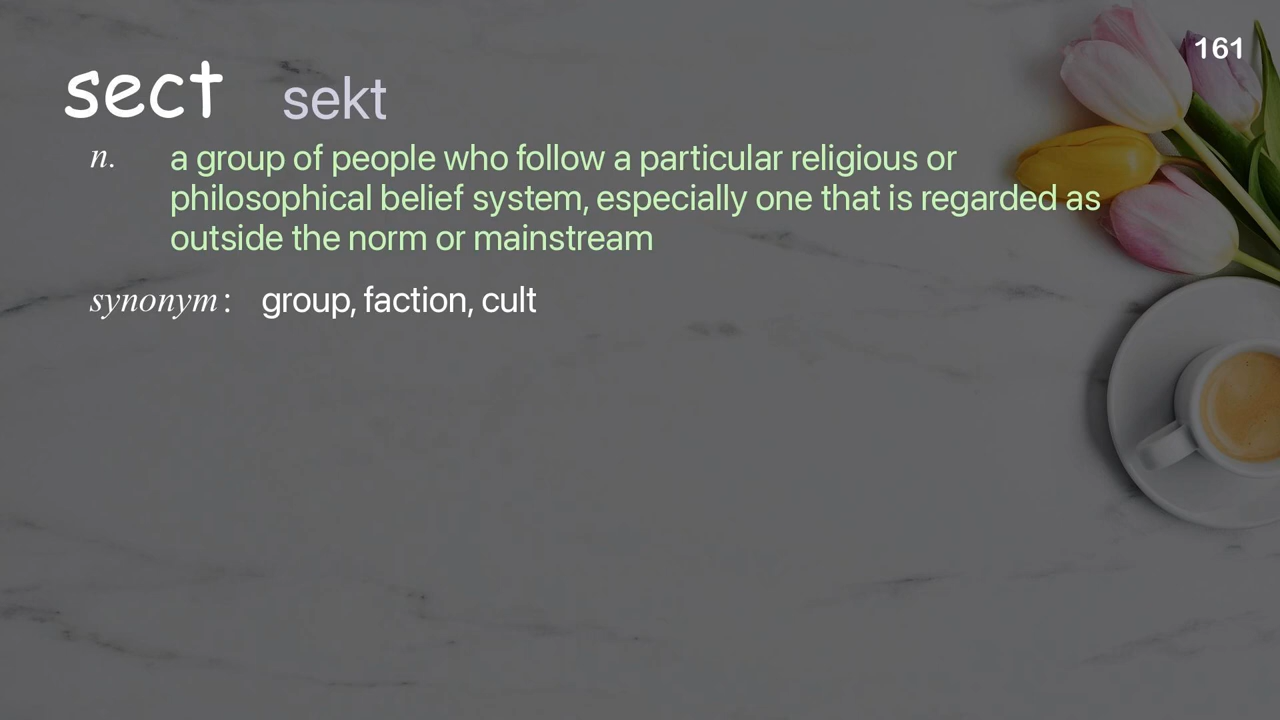 161
sect sekt
n. a group of people who follow a particular religious or
philosophical belief system, especially one that is regarded as
outside the norm or mainstream
synonym : group, faction, cult